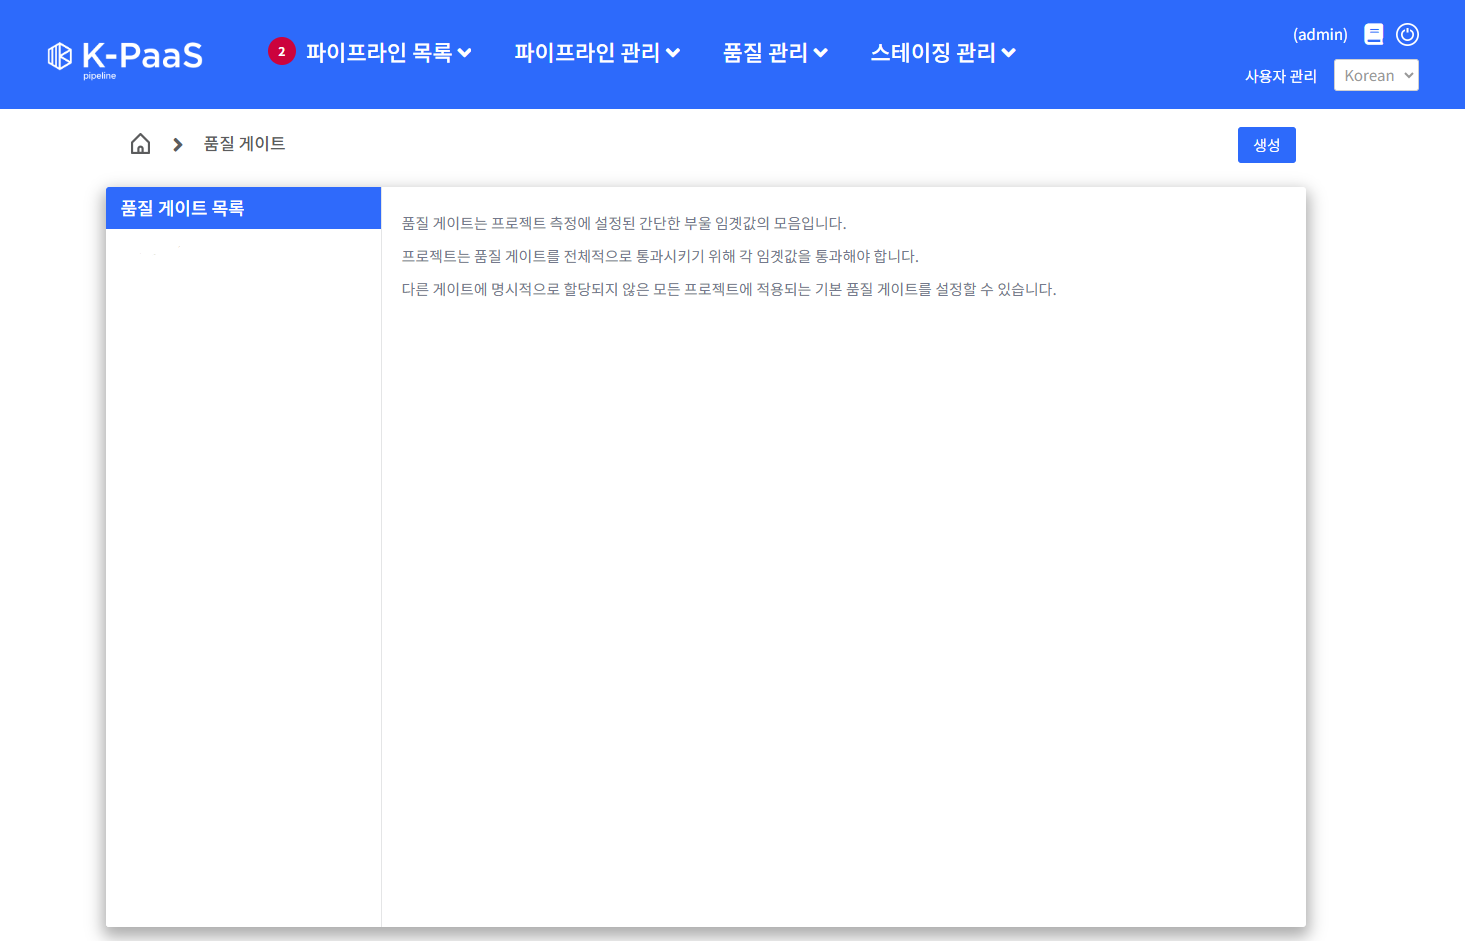 K-PaaS
pipeline
2 파이프라인 목록
파이프라인 관리
품질 관리
스테이징 관리
(admin)
사용자 관리
Korean
품질 게이트
생성
품질 게이트 목록
품질 게이트는 프로젝트 측정에 설정된 간단한 부울 임곗값의 모음입니다.
프로젝트는 품질 게이트를 전체적으로 통과시키기 위해 각 임곗값을 통과해야 합니다.
다른 게이트에 명시적으로 할당되지 않은 모든 프로젝트에 적용되는 기본 품질 게이트를 설정할 수 있습니다.